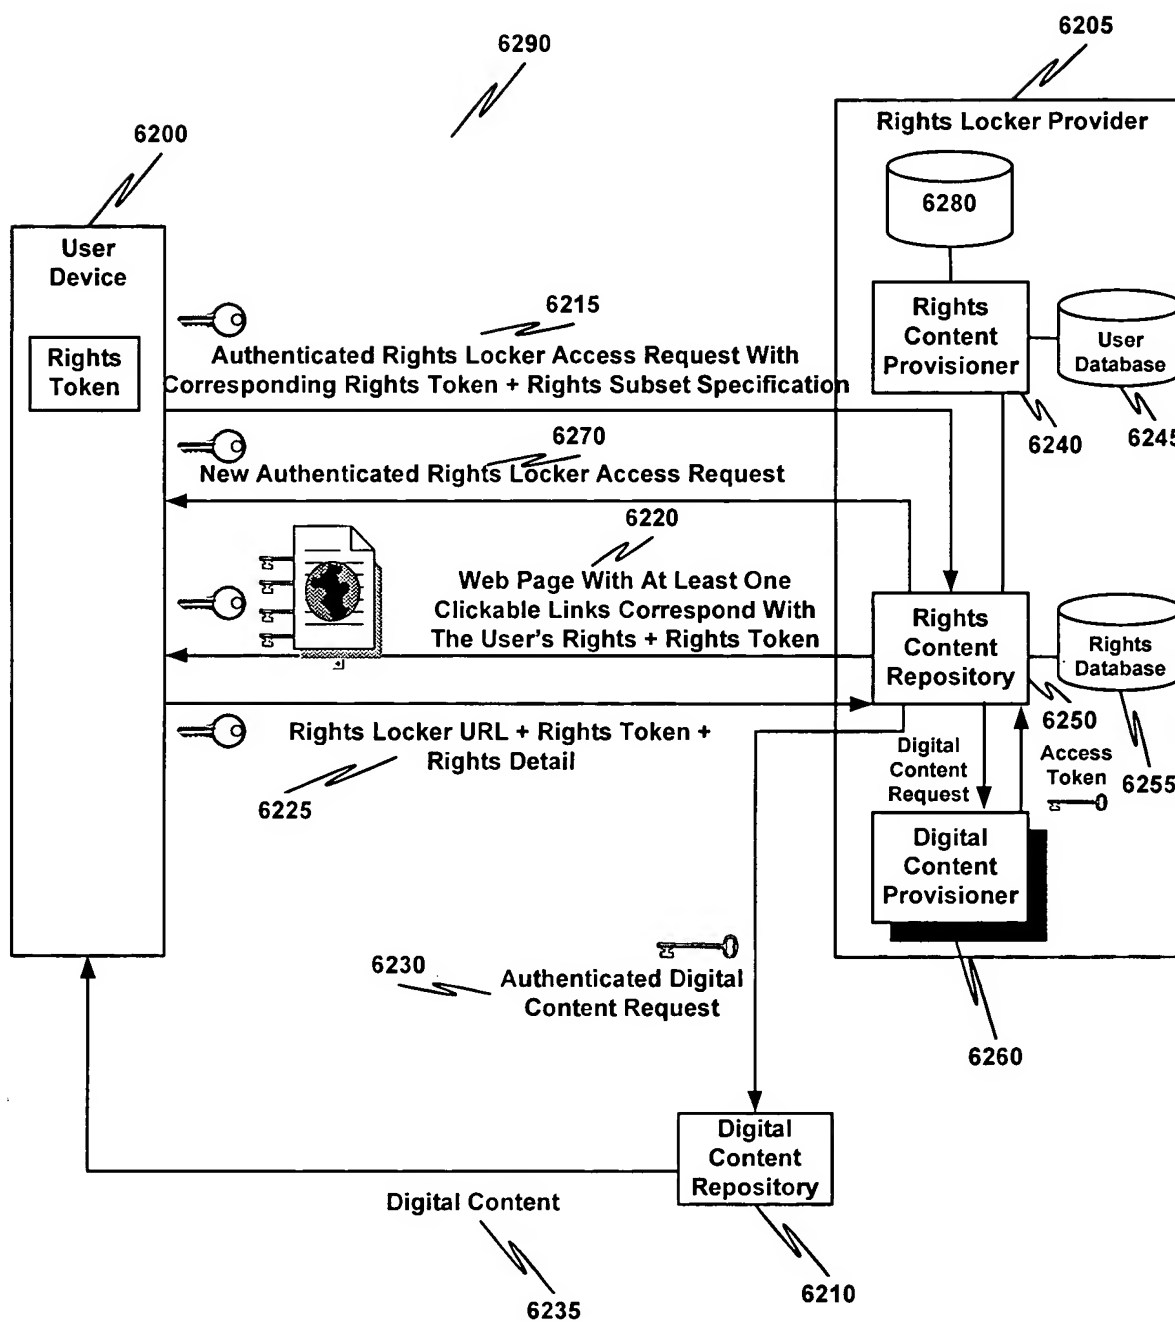 6290
6205
Rights Locker Provider
6200
6280
User
Device
Rights
Token
Rights
Content
Provisioner
User
Database
6240
6245
6215
Authenticated Rights Locker Access Request With
Corresponding Rights Token + Rights Subset Specification
6270
New Authenticated Rights Locker Access Request
6220
Web Page With At Least One
Clickable Links Correspond With
The User's Rights + Rights Token
Rights
Content
Repository
Rights
Database
6250
6255
Rights Locker URL + Rights Token +
Rights Detail
6225
Digital
Content
Request
Access
Token
Digital
Content
Provisioner
6260
6230
Authenticated Digital
Content Request
Digital
Content
Repository
6210
Digital Content
6235